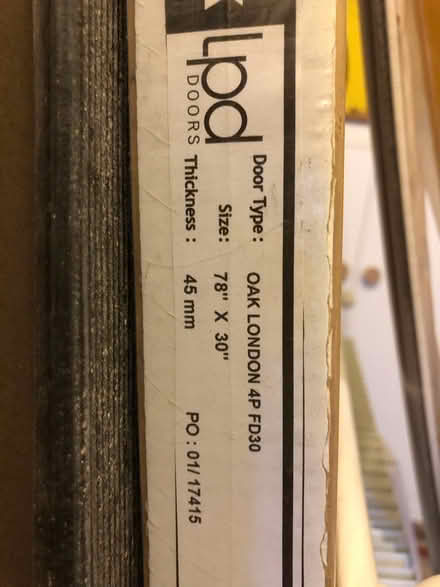 lpd
DOORS
Door Type : OAK LONDON 4P FD30
Size: 78" X 30"
Thickness : 45 mm PO : 01/17415